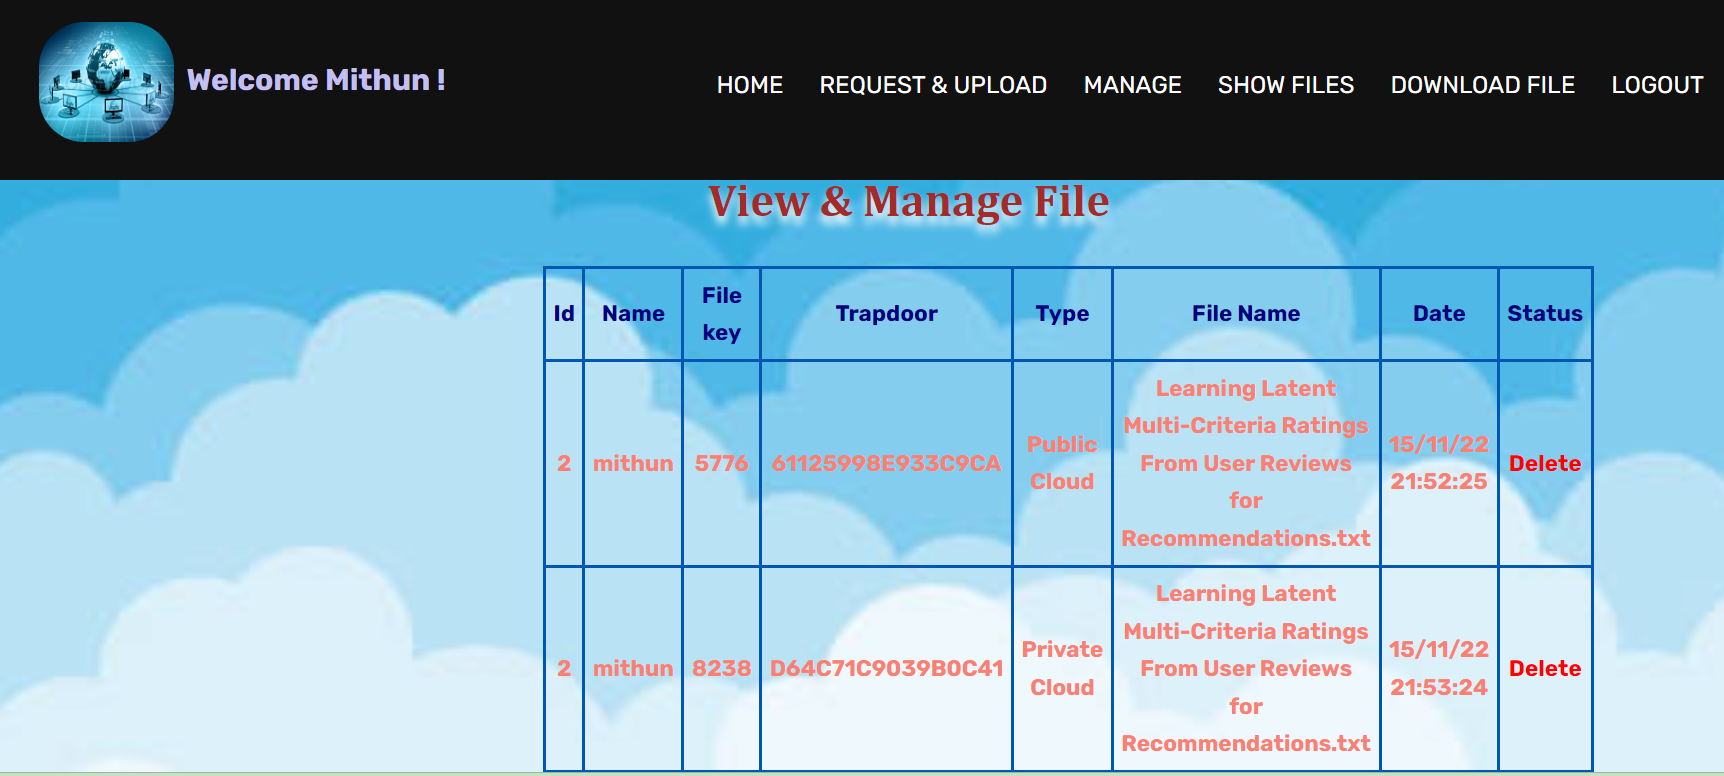 Welcome Mithun !
HOME REQUEST & UPLOAD MANAGE SHOW FILES DOWNLOAD FILE LOGOUT
View & Manage File
Id Name File key Trapdoor Type File Name Date Status
2 mithun 5776 61125998E933C9CA Public Cloud Learning Latent Multi-Criteria Ratings From User Reviews for Recommendations.txt 15/11/22 21:52:25 Delete
2 mithun 8238 D64C71C9039B0C41 Private Cloud Learning Latent Multi-Criteria Ratings From User Reviews for Recommendations.txt 15/11/22 21:53:24 Delete